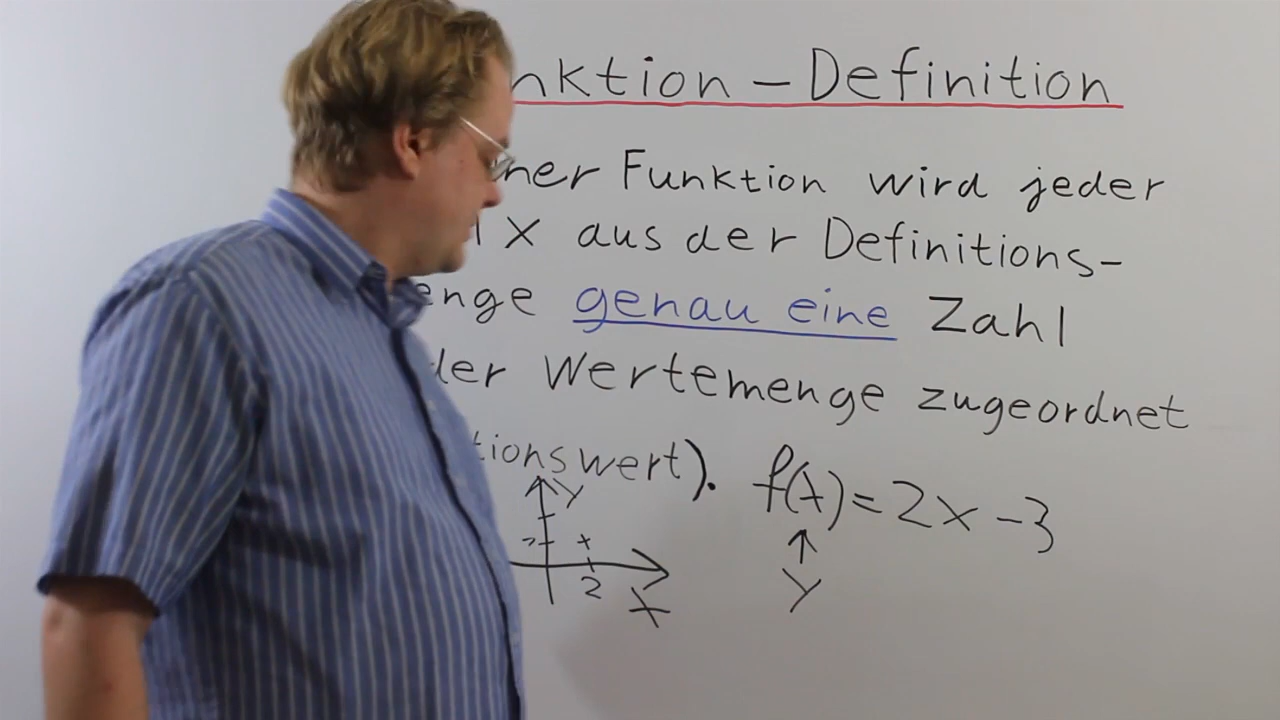 nktion – Definition
ner Funktion wird jeder
l X aus der Definitions-
enge genau eine Zahl
der Wertemenge zugeordnet
tionswert). f(x)=2x-3
y
2
x
y